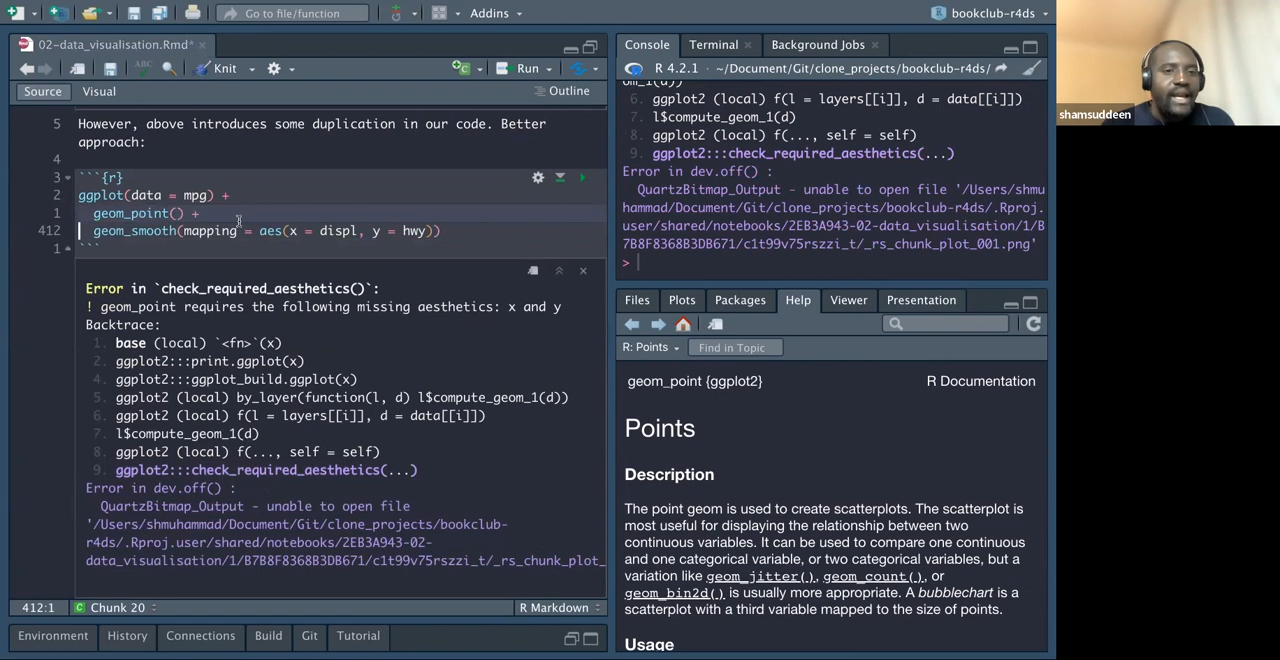 Go to file/function
Addins
bookclub-r4ds
02-data_visualisation.Rmd*
ABC
Knit
Run
Source
Visual
Outline
5 However, above introduces some duplication in our code. Better
approach:
4
3 ```{r}
2 ggplot(data = mpg) +
1 geom_point() +
412 geom_smooth(mapping = aes(x = displ, y = hwy))
1 ```
Error in `check_required_aesthetics()`:
! geom_point requires the following missing aesthetics: x and y
Backtrace:
1. base (local) `<fn>`(x)
2. ggplot2:::print.ggplot(x)
4. ggplot2:::ggplot_build.ggplot(x)
5. ggplot2 (local) by_layer(function(l, d) l$compute_geom_1(d))
6. ggplot2 (local) f(l = layers[[i]], d = data[[i]])
7. l$compute_geom_1(d)
8. ggplot2 (local) f(..., self = self)
9. ggplot2:::check_required_aesthetics(...)
Error in dev.off() :
QuartzBitmap_Output - unable to open file
'/Users/shmuhammad/Document/Git/clone_projects/bookclub-
r4ds/.Rproj.user/shared/notebooks/2EB3A943-02-
data_visualisation/1/B7B8F8368B3DB671/c1t99v75rszzi_t/_rs_chunk_plot_
412:1
C Chunk 20
R Markdown
Environment
History
Connections
Build
Git
Tutorial
Console
Terminal
Background Jobs
R 4.2.1 · ~/Document/Git/clone_projects/bookclub-r4ds/
om_1(d))
6. ggplot2 (local) f(l = layers[[i]], d = data[[i]])
7. l$compute_geom_1(d)
8. ggplot2 (local) f(..., self = self)
9. ggplot2:::check_required_aesthetics(...)
Error in dev.off() :
QuartzBitmap_Output - unable to open file '/Users/shmu
hammad/Document/Git/clone_projects/bookclub-r4ds/.Rproj.
user/shared/notebooks/2EB3A943-02-data_visualisation/1/B
7B8F8368B3DB671/c1t99v75rszzi_t/_rs_chunk_plot_001.png'
>
Files
Plots
Packages
Help
Viewer
Presentation
R: Points
Find in Topic
geom_point {ggplot2}
R Documentation
Points
Description
The point geom is used to create scatterplots. The scatterplot is
most useful for displaying the relationship between two
continuous variables. It can be used to compare one continuous
and one categorical variable, or two categorical variables, but a
variation like geom_jitter(), geom_count(), or
geom_bin2d() is usually more appropriate. A bubblechart is a
scatterplot with a third variable mapped to the size of points.
Usage
shamsuddeen